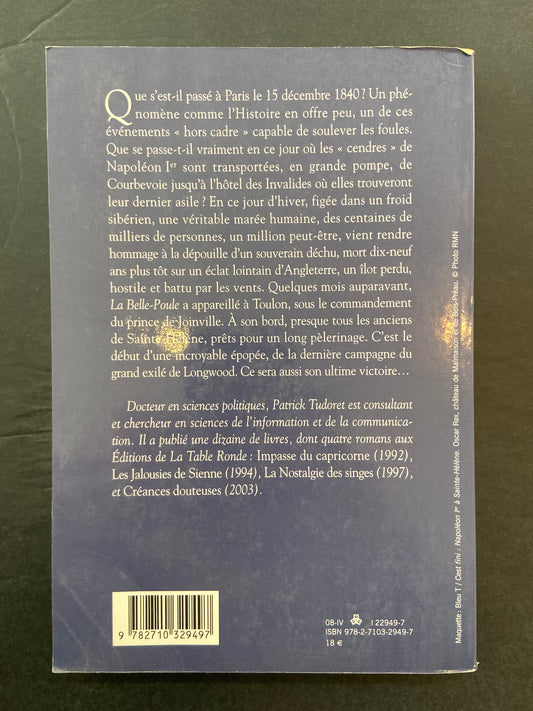 Que s'est-il passé à Paris le 15 décembre 1840 ? Un phé-
nomène comme l'Histoire en offre peu, un de ces
événements « hors cadre » capable de soulever les foules.
Que se passe-t-il vraiment en ce jour où les « cendres » de
Napoléon Ier sont transportées, en grande pompe, de
Courbevoie jusqu'à l'hôtel des Invalides où elles trouveront
leur dernier asile ? En ce jour d'hiver, figée dans un froid
sibérien, une véritable marée humaine, des centaines de
milliers de personnes, un million peut-être, vient rendre
hommage à la dépouille d'un souverain déchu, mort dix-neuf
ans plus tôt sur un éclat lointain d'Angleterre, un îlot perdu,
hostile et battu par les vents. Quelques mois auparavant,
La Belle-Poule a appareillé à Toulon, sous le commandement
du prince de Joinville. À son bord, presque tous les anciens
de Sainte-Hélène, prêts pour un long pèlerinage. C'est le
début d'une incroyable épopée, de la dernière campagne du
grand exilé de Longwood. Ce sera aussi son ultime victoire…
Docteur en sciences politiques, Patrick Tudoret est consultant
et chercheur en sciences de l'information et de la communica-
tion. Il a publié une dizaine de livres, dont quatre romans aux
Éditions de La Table Ronde : Impasse du capricorne (1992),
Les Jalousies de Sienne (1994), La Nostalgie des singes (1997),
et Créances douteuses (2003).
9 782710 329497
08-IV I 22949-7
ISBN 978-2-7103-2949-7
18 €
Maquette : Bleu T / C'est fini : Napoléon Ier à Sainte-Hélène. Oscar Rex, château de Malmaison et de Bois-Préau. © Photo RMN